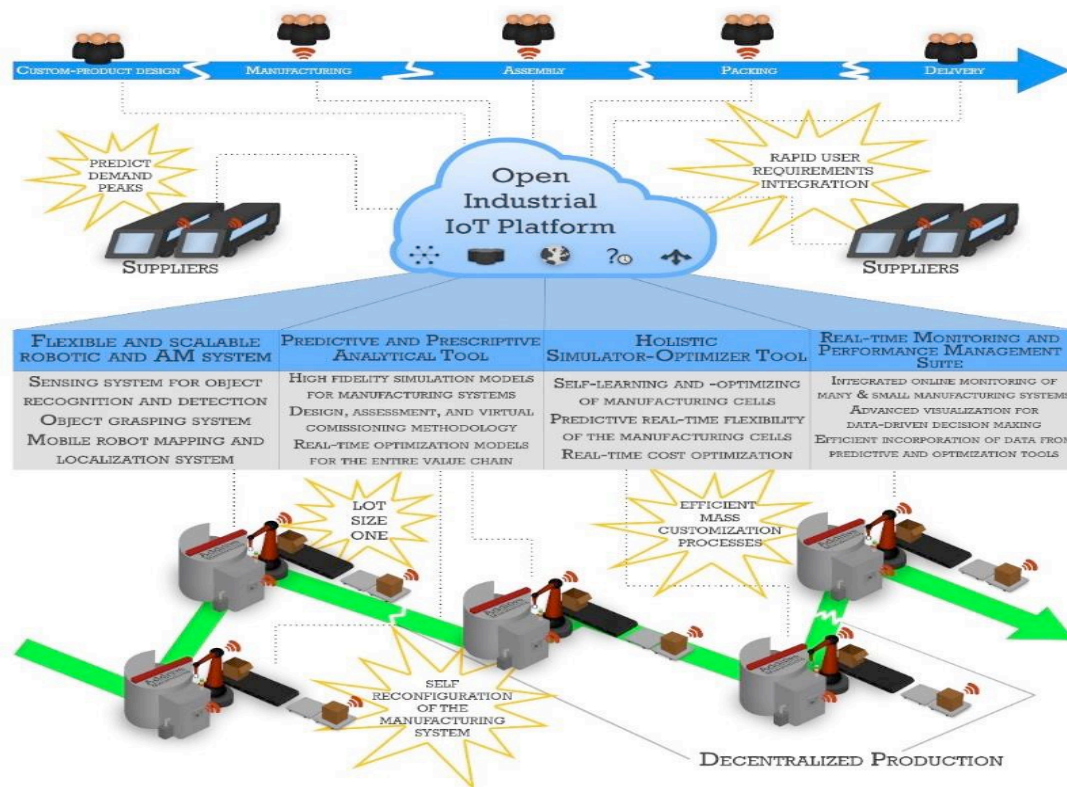 Custom-product design
Manufacturing
Assembly
Packing
Delivery
PREDICT
DEMAND
PEAKS
Open
Industrial
IoT Platform
?
RAPID USER
REQUIREMENTS
INTEGRATION
Suppliers
Suppliers
Flexible and scalable
robotic and AM system
Sensing system for object
recognition and detection
Object grasping system
Mobile robot mapping and
localization system
Predictive and Prescriptive
Analytical Tool
High fidelity simulation models
for manufacturing systems
Design, assessment, and virtual
comissioning methodology
Real-time optimization models
for the entire value chain
Holistic
Simulator-Optimizer Tool
Self-learning and -optimizing
of manufacturing cells
Predictive real-time flexibility
of the manufacturing cells
Real-time cost optimization
Real-time Monitoring and
Performance Management
Suite
Integrated online monitoring of
many & small manufacturing systems
Advanced visualization for
data-driven decision making
Efficient incorporation of data from
predictive and optimization tools
LOT
SIZE
ONE
EFFICIENT
MASS
CUSTOMIZATION
PROCESSES
SELF
RECONFIGURATION
OF THE
MANUFACTURING
SYSTEM
Decentralized Production